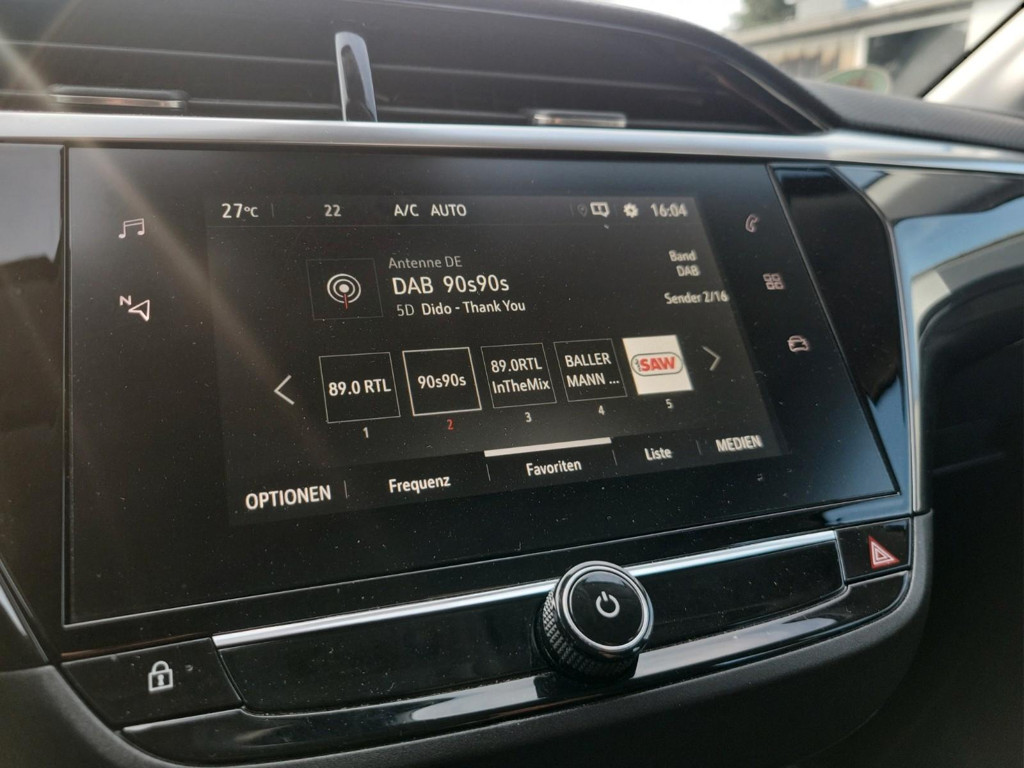 27°C 22 A/C AUTO 16:04
Antenne DE
DAB 90s90s
5D Dido - Thank You
Band
DAB
Sender 2/16
N
89.0 RTL
90s90s
89.0RTL
InTheMix
BALLER
MANN ...
SAW
1 2 3 4 5
OPTIONEN Frequenz Favoriten Liste MEDIEN